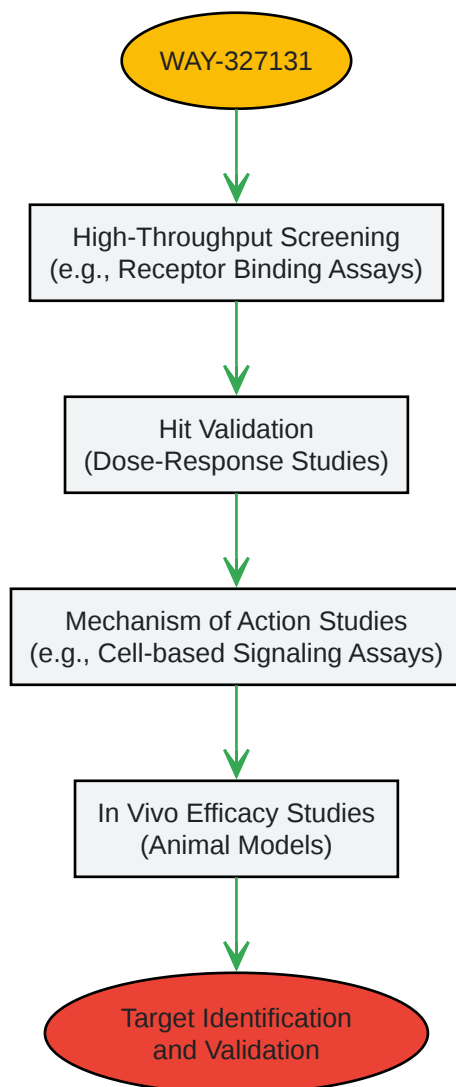 WAY-327131
High-Throughput Screening
(e.g., Receptor Binding Assays)
Hit Validation
(Dose-Response Studies)
Mechanism of Action Studies
(e.g., Cell-based Signaling Assays)
In Vivo Efficacy Studies
(Animal Models)
Target Identification
and Validation